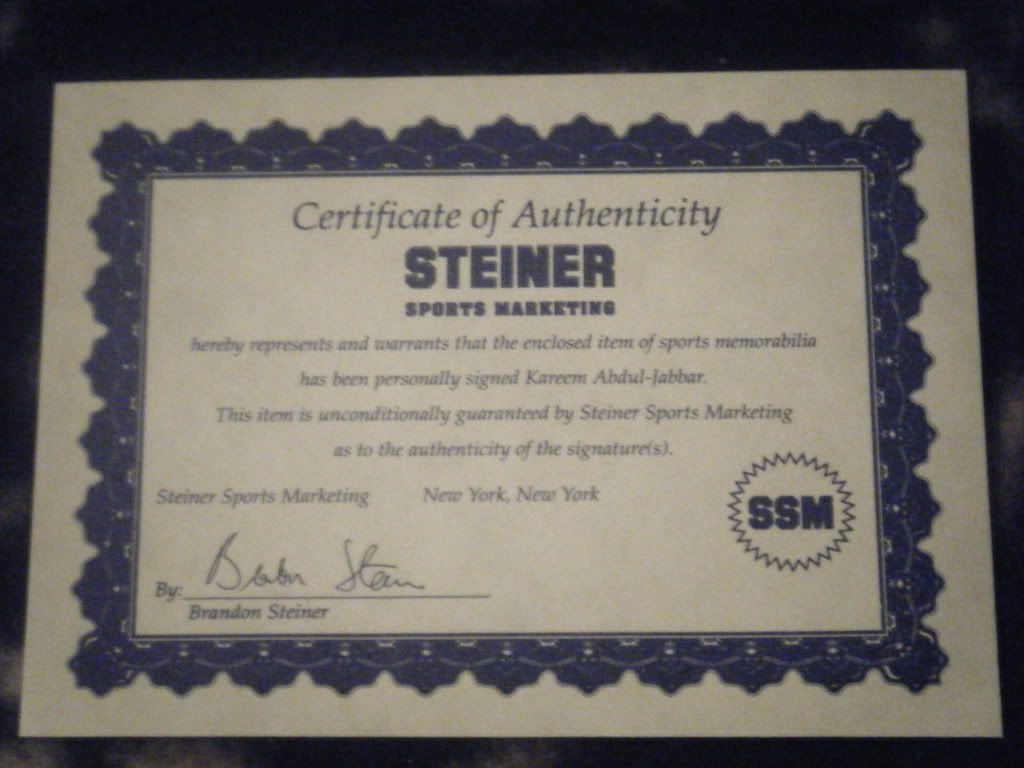 Certificate of Authenticity
STEINER
SPORTS MARKETING
hereby represents and warrants that the enclosed item of sports memorabilia
has been personally signed Kareem Abdul-Jabbar.
This item is unconditionally guaranteed by Steiner Sports Marketing
as to the authenticity of the signature(s).
Steiner Sports Marketing New York, New York
SSM
By:
Brandon Steiner